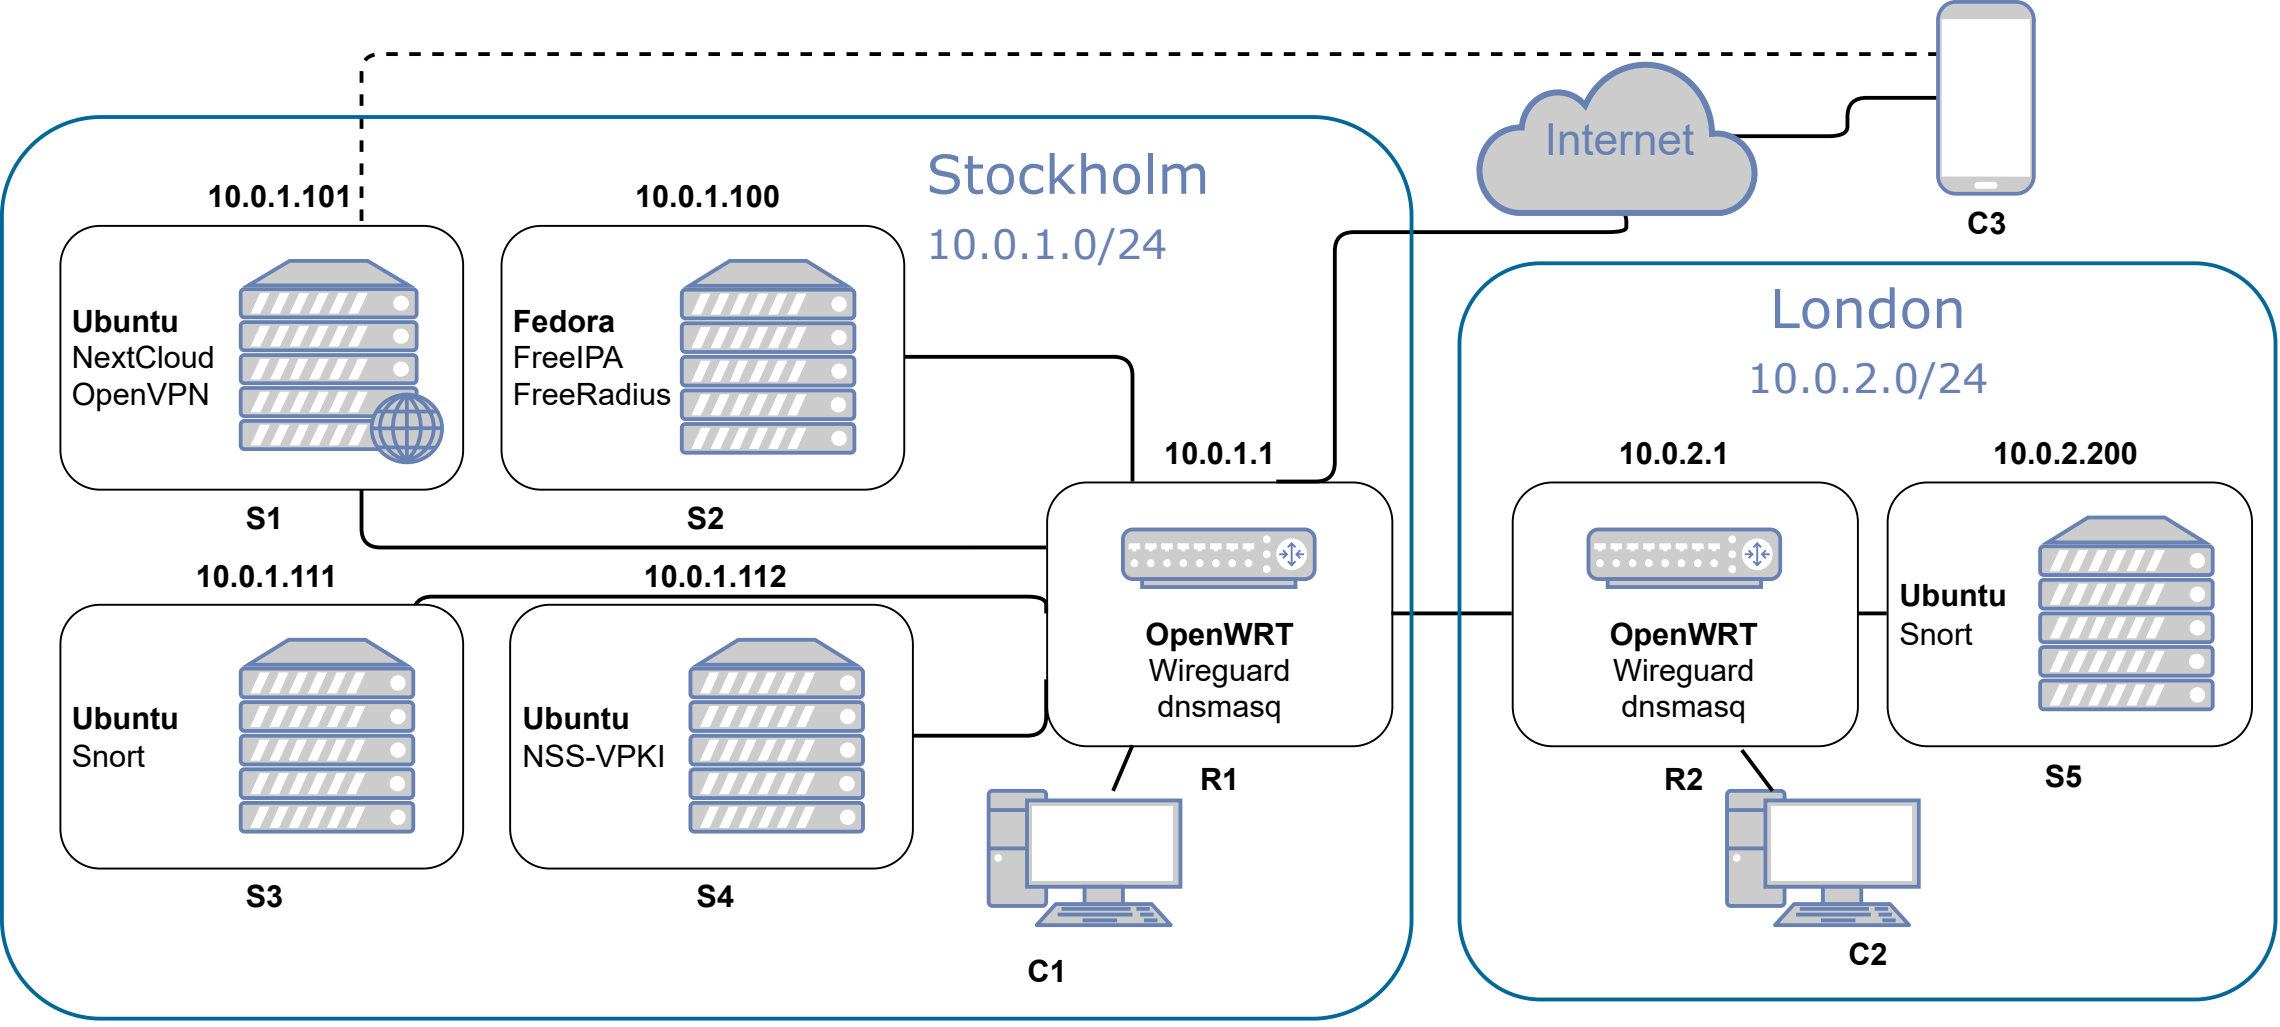 Internet
C3
Stockholm
10.0.1.0/24
10.0.1.101
Ubuntu
NextCloud
OpenVPN
S1
10.0.1.100
Fedora
FreeIPA
FreeRadius
S2
10.0.1.111
Ubuntu
Snort
S3
10.0.1.112
Ubuntu
NSS-VPKI
S4
10.0.1.1
OpenWRT
Wireguard
dnsmasq
R1
C1
London
10.0.2.0/24
10.0.2.1
OpenWRT
Wireguard
dnsmasq
R2
10.0.2.200
Ubuntu
Snort
S5
C2